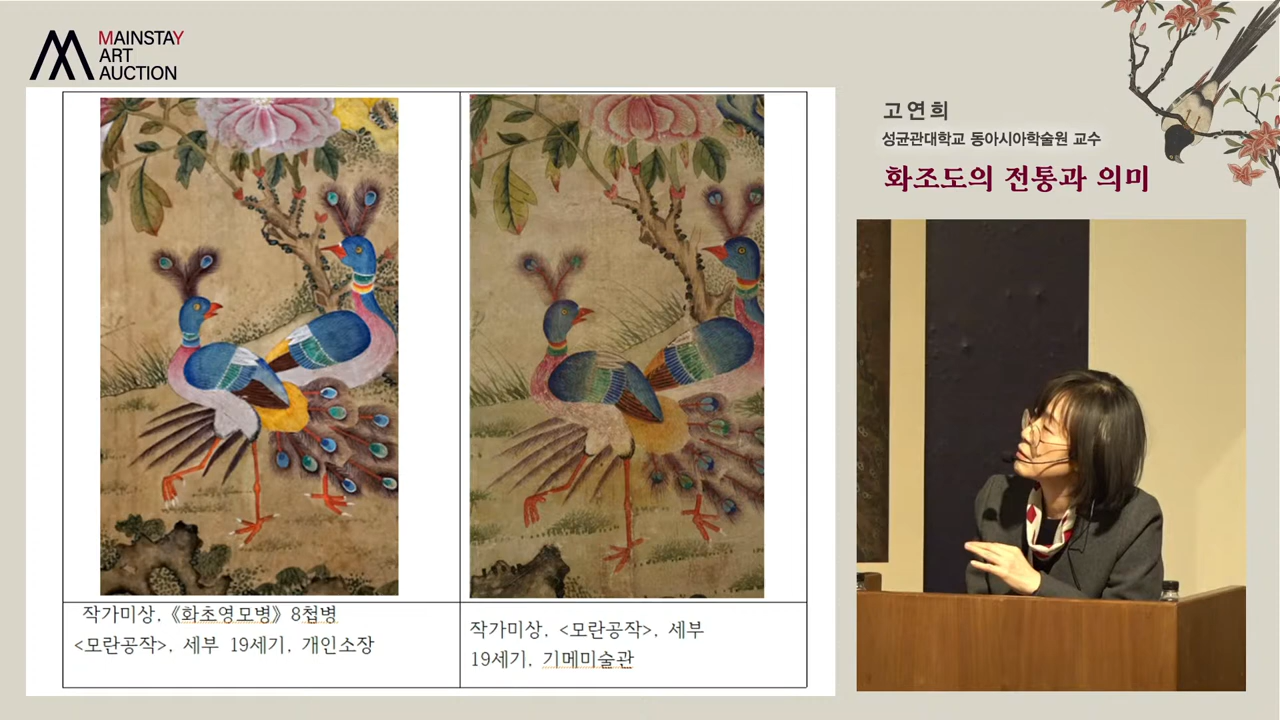 MAINSTAY
ART
AUCTION
고연희
성균관대학교 동아시아학술원 교수
화조도의 전통과 의미
작가미상, 《화초영모병》 8첩병
<모란공작>, 세부 19세기, 개인소장
작가미상, <모란공작>, 세부
19세기, 기메미술관